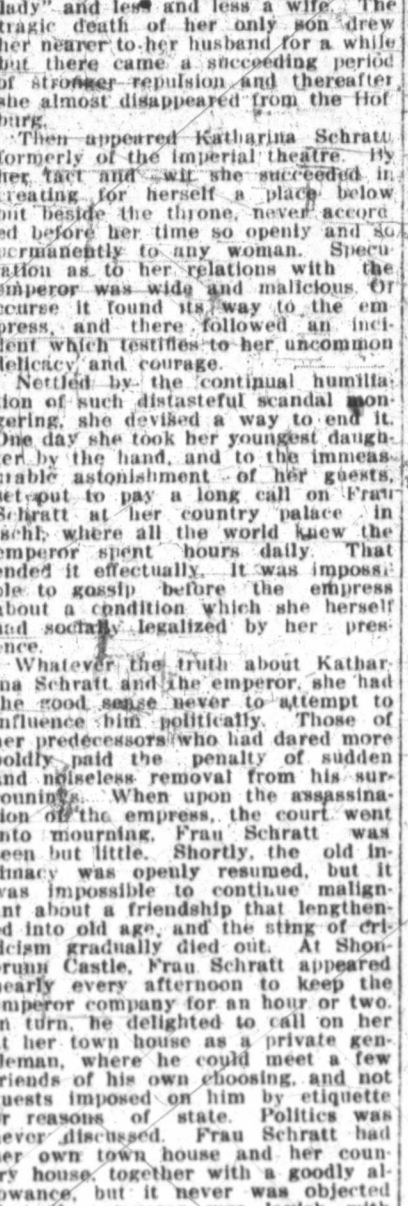 lady" and less and less a wife. The
tragic death of her only son drew
her nearer to her husband for a while
but there came a succeeding period
of stronger repulsion and thereafter
she almost disappeared from the Hof
burg.
Then appeared Katharina Schratt
formerly of the imperial theatre. By
her tact and wit she succeeded in
creating for herself a place below
but beside the throne, never accord
ed before her time so openly and so
permanently to any woman. Specu
ation as to her relations with the
emperor was wide and malicious. Of
course it found its way to the em
press, and there followed an inci-
dent which testifies to her uncommon
delicacy and courage.
Nettled by the continual humilia-
tion of such distasteful scandal mon-
gering, she devised a way to end it.
One day she took her youngest daugh-
ter by the hand, and to the immeas-
urable astonishment of her guests,
set out to pay a long call on Frau
Schratt at her country palace in
Ischl, where all the world knew the
emperor spent hours daily. That
ended it effectually. It was impossi-
ble to gossip before the empress
about a condition which she herself
had socially legalized by her pres-
ence.
Whatever the truth about Kathar-
ina Schratt and the emperor, she had
the good sense never to attempt to
influence him politically. Those of
her predecessors who had dared more
boldly paid the penalty of sudden
and noiseless removal from his sur-
rounings. When upon the assassina-
tion of the empress, the court went
into mourning, Frau Schratt was
seen but little. Shortly, the old in-
timacy was openly resumed, but it
was impossible to continue malign-
ant about a friendship that lengthen-
ed into old age, and the sting of cri-
ticism gradually died out. At Shon-
brunn Castle, Frau Schratt appeared
nearly every afternoon to keep the
emperor company for an hour or two.
In turn, he delighted to call on her
at her town house as a private gen-
tleman, where he could meet a few
friends of his own choosing, and not
guests imposed on him by etiquette
or reasons of state. Politics was
never discussed. Frau Schratt had
her own town house and her coun-
try house, together with a goodly al-
lowance, but it never was objected